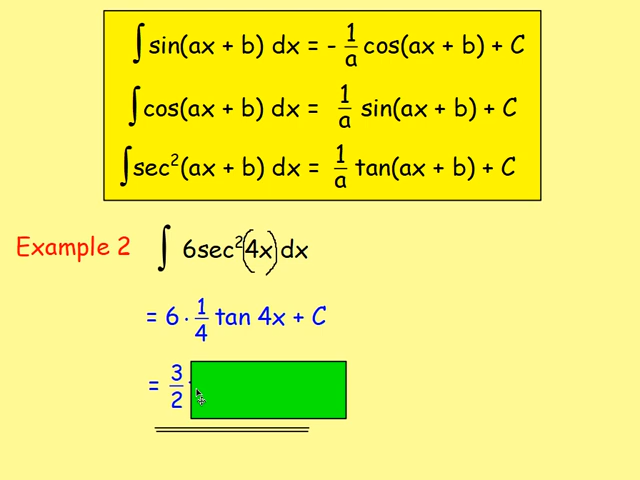 ∫ sin(ax + b) dx = - 1/a cos(ax + b) + C
∫ cos(ax + b) dx = 1/a sin(ax + b) + C
∫ sec²(ax + b) dx = 1/a tan(ax + b) + C
Example 2 ∫ 6sec²(4x) dx
= 6 · 1/4 tan 4x + C
= 3/2